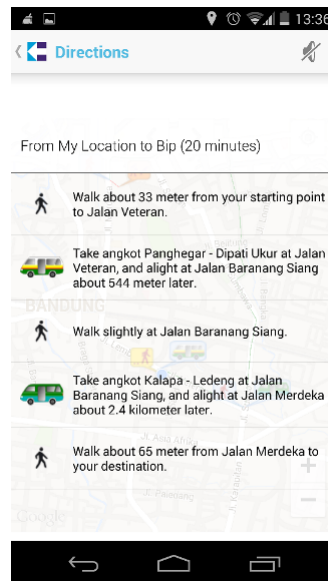 13:36
Directions
From My Location to Bip (20 minutes)
Walk about 33 meter from your starting point
to Jalan Veteran.
Take angkot Panghegar - Dipati Ukur at Jalan
Veteran, and alight at Jalan Baranang Siang
about 544 meter later.
BANDUNG
Walk slightly at Jalan Baranang Siang.
Take angkot Kalapa - Ledeng at Jalan
Baranang Siang, and alight at Jalan Merdeka
about 2.4 kilometer later.
Jl. Asia Afrika
Walk about 65 meter from Jalan Merdeka to
your destination.
Google